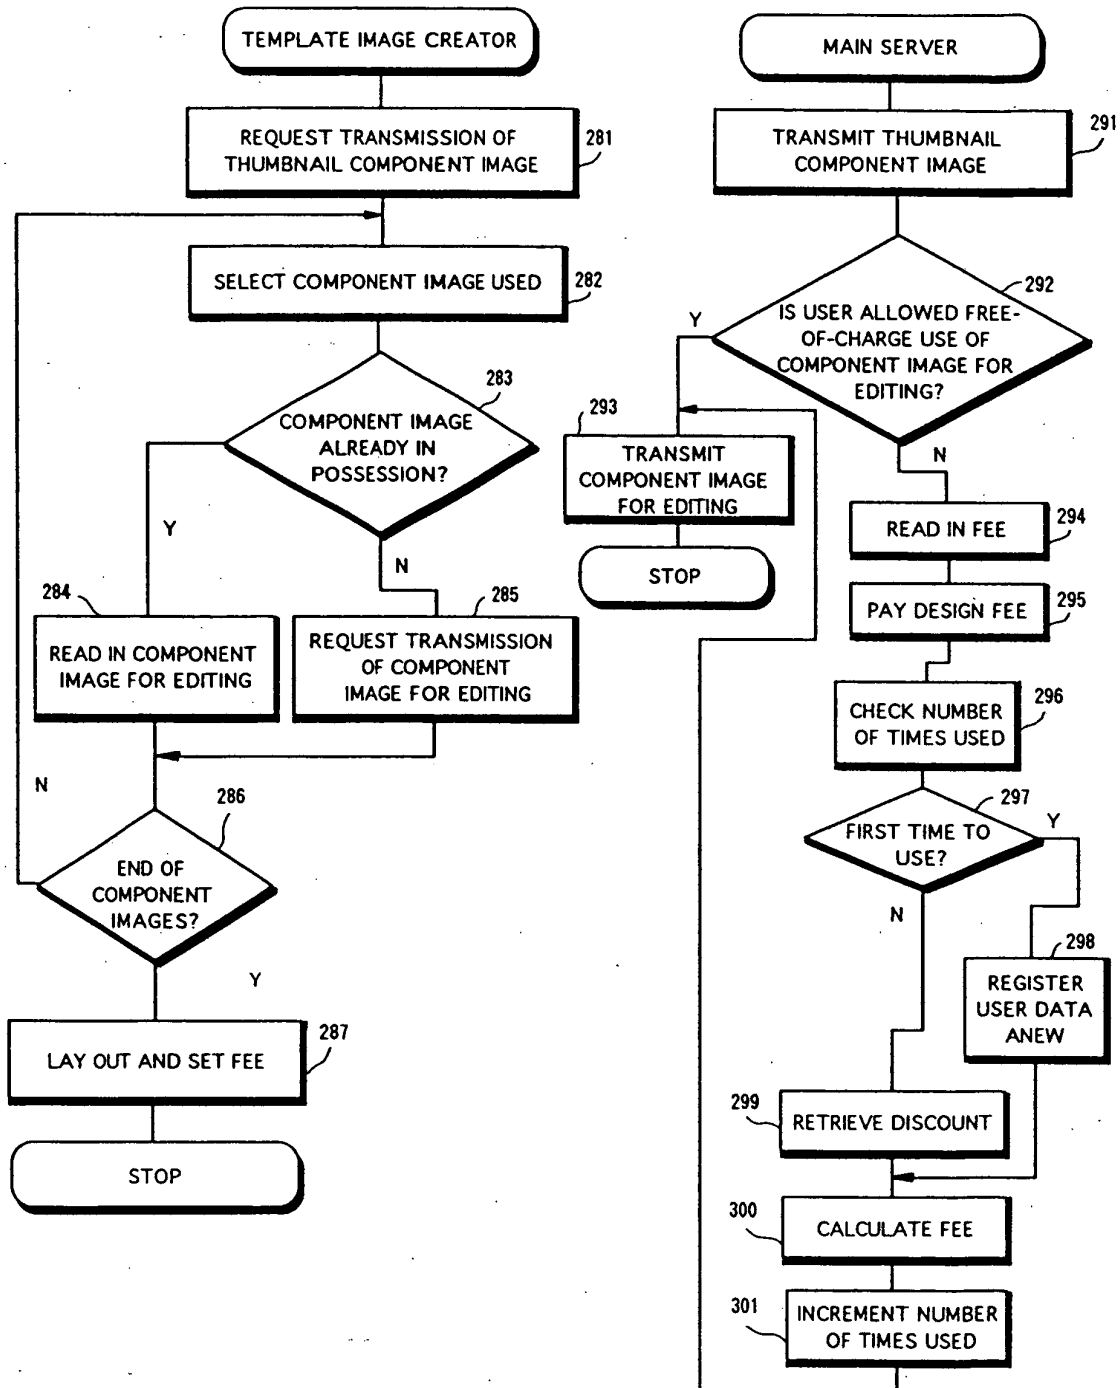 TEMPLATE IMAGE CREATOR
REQUEST TRANSMISSION OF
THUMBNAIL COMPONENT IMAGE
281
SELECT COMPONENT IMAGE USED
282
283
COMPONENT IMAGE
ALREADY IN
POSSESSION?
Y
N
284
READ IN COMPONENT
IMAGE FOR EDITING
285
REQUEST TRANSMISSION
OF COMPONENT
IMAGE FOR EDITING
N
286
END OF
COMPONENT
IMAGES?
Y
287
LAY OUT AND SET FEE
STOP
MAIN SERVER
291
TRANSMIT THUMBNAIL
COMPONENT IMAGE
292
IS USER ALLOWED FREE-
OF-CHARGE USE OF
COMPONENT IMAGE FOR
EDITING?
Y
N
293
TRANSMIT
COMPONENT IMAGE
FOR EDITING
STOP
READ IN FEE
294
PAY DESIGN FEE
295
CHECK NUMBER
OF TIMES USED
296
297
FIRST TIME TO
USE?
Y
N
298
REGISTER
USER DATA
ANEW
299
RETRIEVE DISCOUNT
300
CALCULATE FEE
301
INCREMENT NUMBER
OF TIMES USED